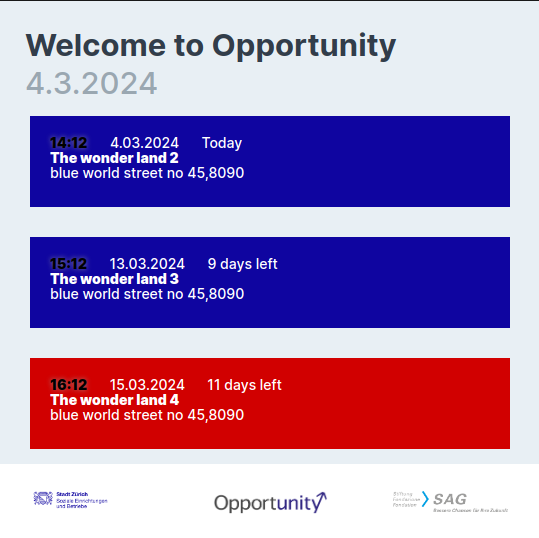 Welcome to Opportunity
4.3.2024
14:12 4.03.2024 Today
The wonder land 2
blue world street no 45,8090
15:12 13.03.2024 9 days left
The wonder land 3
blue world street no 45,8090
16:12 15.03.2024 11 days left
The wonder land 4
blue world street no 45,8090
Stadt Zürich
Soziale Einrichtungen
und Betriebe
Opportunity
Stiftung
Fondation
SAG
Bessere Chancen für Ihre Zukunft